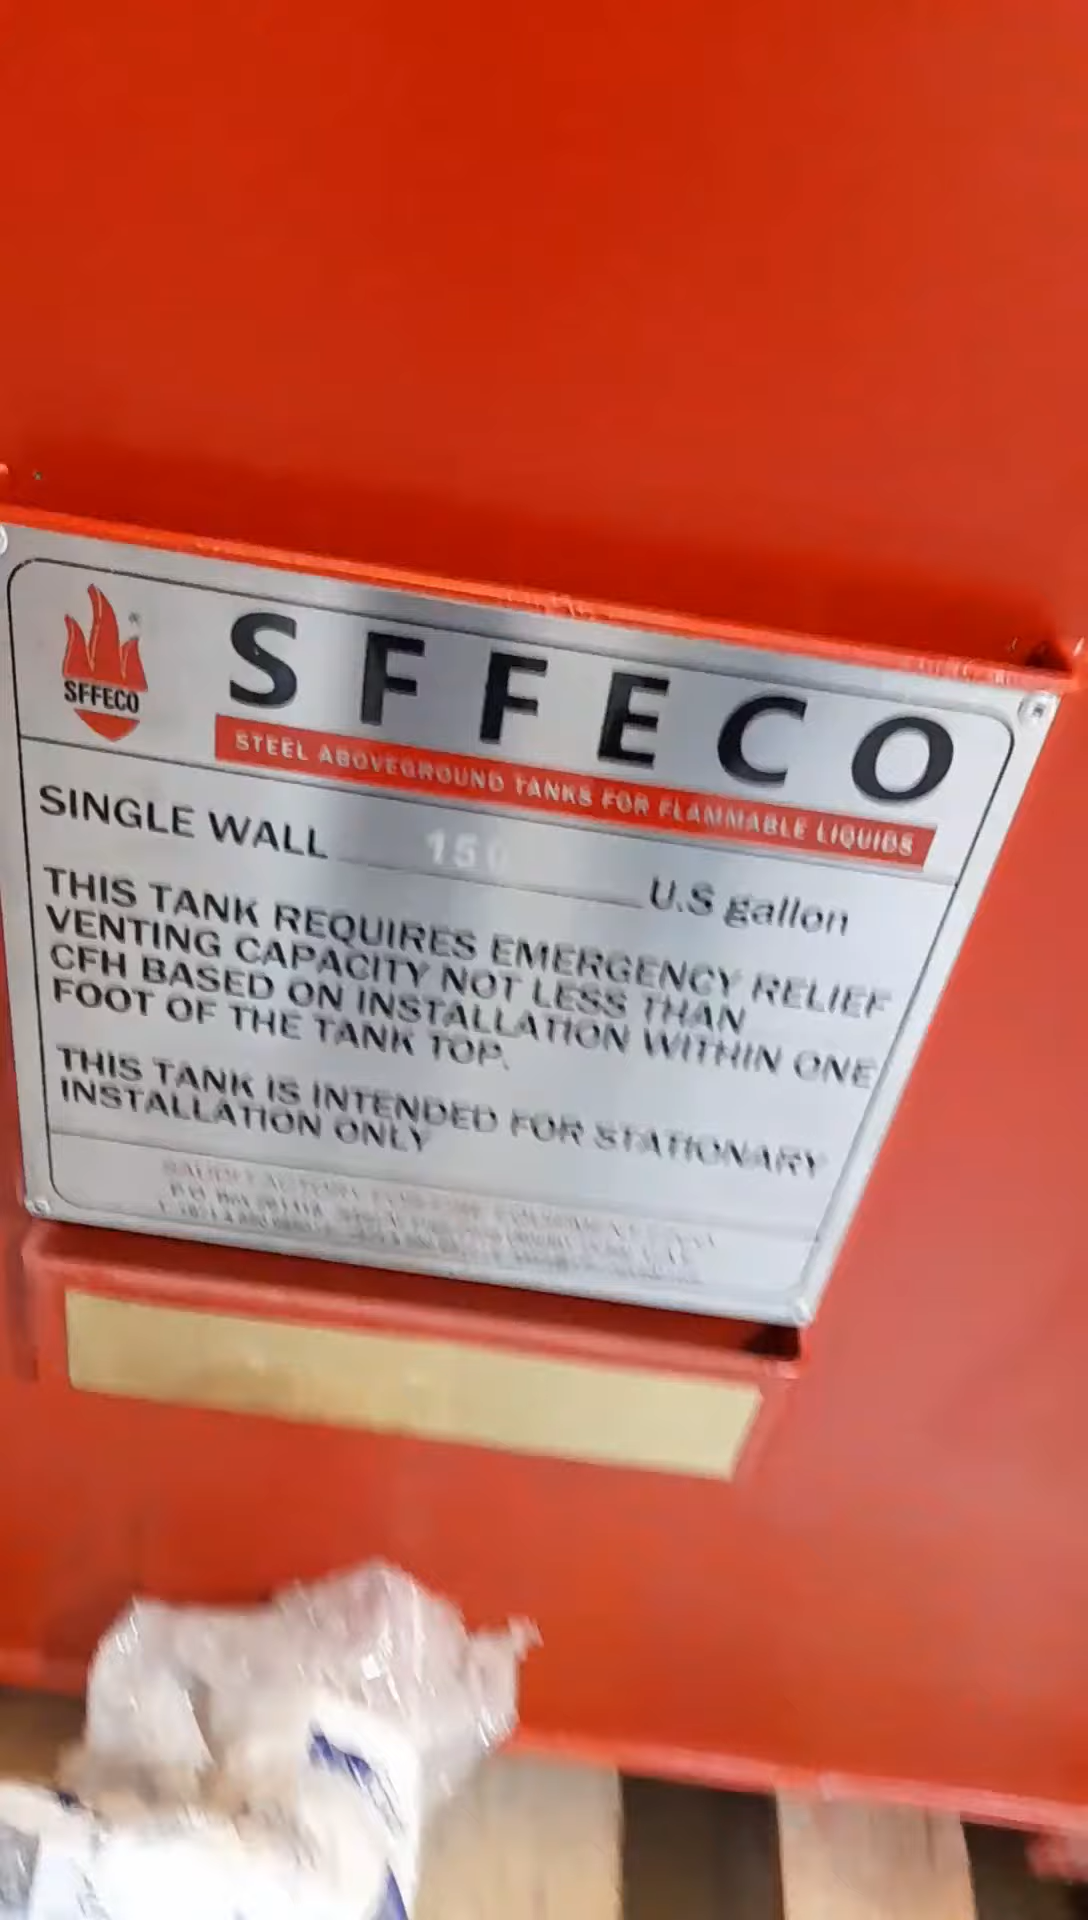 SFFECO
SFFECO
STEEL ABOVEGROUND TANKS FOR FLAMMABLE LIQUIDS
SINGLE WALL 150 U.S gallon
THIS TANK REQUIRES EMERGENCY RELIEF
VENTING CAPACITY NOT LESS THAN
CFH BASED ON INSTALLATION WITHIN ONE
FOOT OF THE TANK TOP.
THIS TANK IS INTENDED FOR STATIONARY
INSTALLATION ONLY